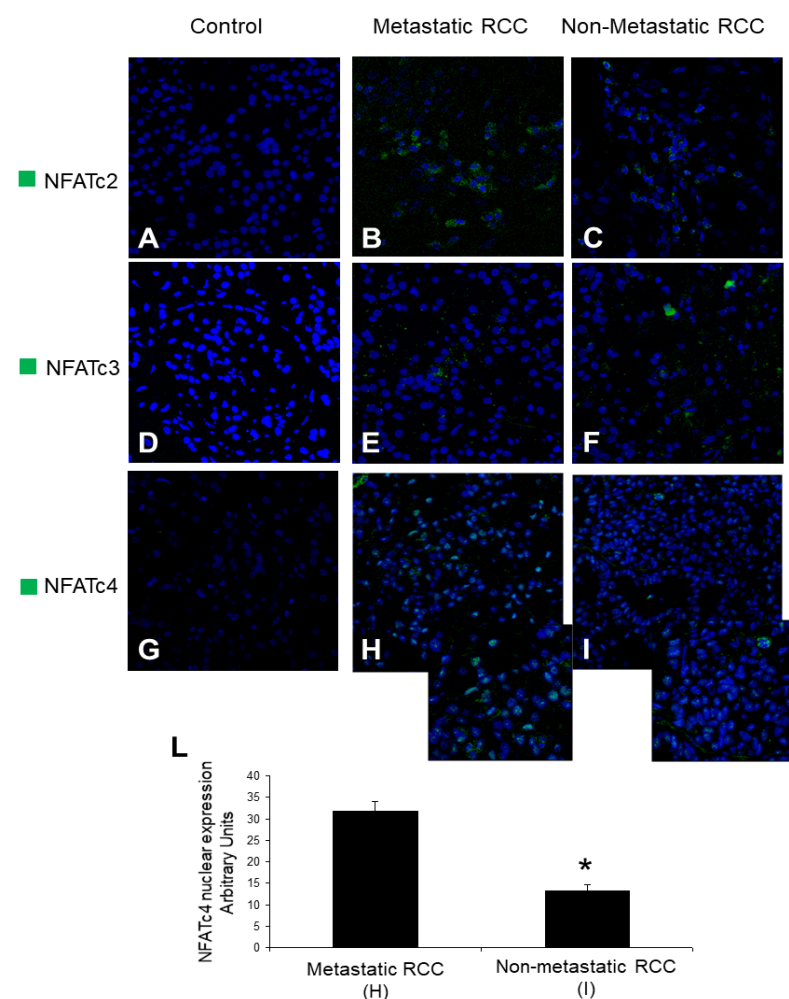 Control Metastatic RCC Non-Metastatic RCC
NFATc2
A B C
NFATc3
D E F
NFATc4
G H I
L
NFATc4 nuclear expression
Arbitrary Units
40
35
30
25
20
15
10
5
0
*
Metastatic RCC Non-metastatic RCC
(H) (I)